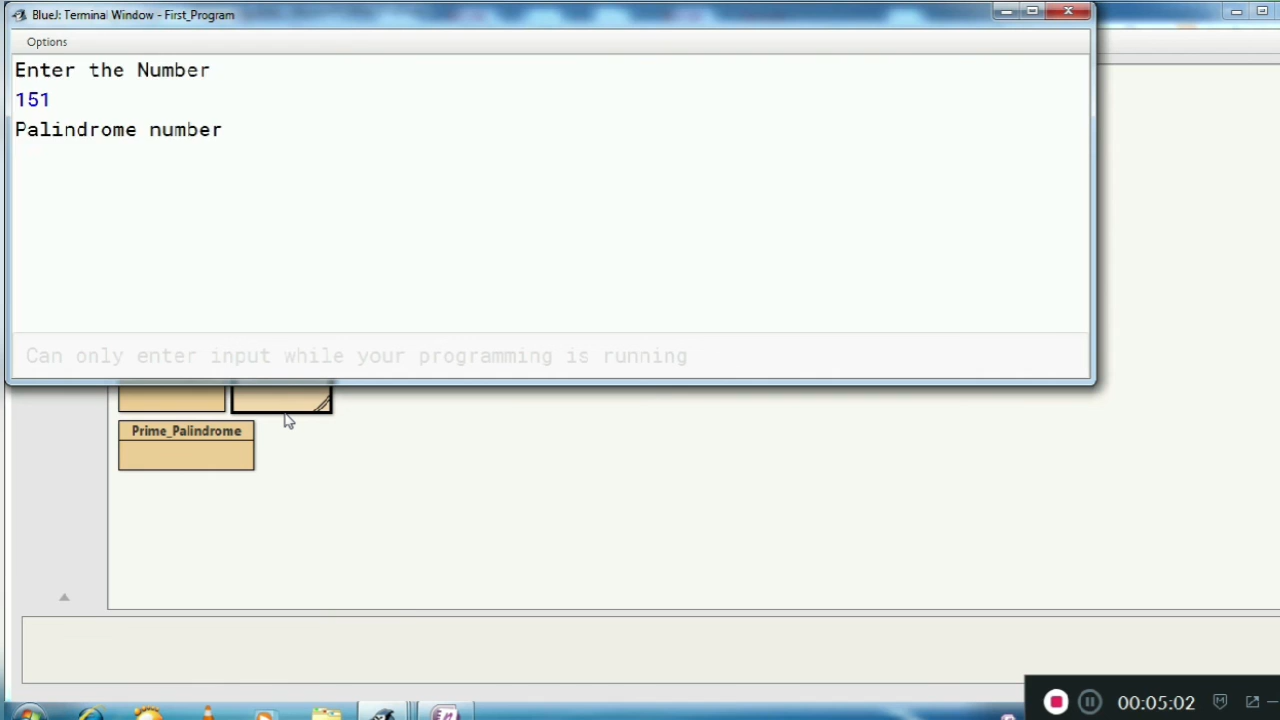 BlueJ: Terminal Window - First_Program
Options
Enter the Number
151
Palindrome number
Can only enter input while your programming is running
Prime_Palindrome
00:05:02